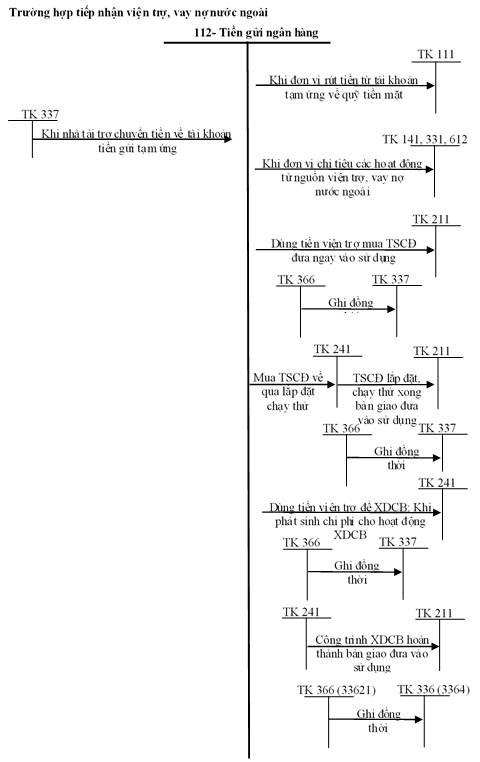 Trường hợp tiếp nhận viện trợ, vay nợ nước ngoài
112- Tiền gửi ngân hàng
TK 111
Khi đơn vị rút tiền từ tài khoản
tạm ứng về quỹ tiền mặt
TK 337
Khi nhà tài trợ chuyển tiền về tài khoản
tiền gửi tạm ứng
TK 141, 331, 612
Khi đơn vị chi tiêu các hoạt động
từ nguồn viện trợ, vay nợ
nước ngoài
TK 211
Dùng tiền viện trợ mua TSCĐ
đưa ngay vào sử dụng
TK 366 TK 337
Ghi đồng
TK 241 TK 211
Mua TSCĐ về
qua lắp đặt
chạy thử
TSCĐ lắp đặt,
chạy thử xong
bàn giao đưa
vào sử dụng
TK 366 TK 337
Ghi đồng
thời
TK 241
Dùng tiền viện trợ để XDCB: Khi
phát sinh chi phí cho hoạt động
XDCB
TK 366 TK 337
Ghi đồng
thời
TK 241 TK 211
Công trình XDCB hoàn
thành bàn giao đưa vào
sử dụng
TK 366 (33621) TK 336 (3364)
Ghi đồng
thời